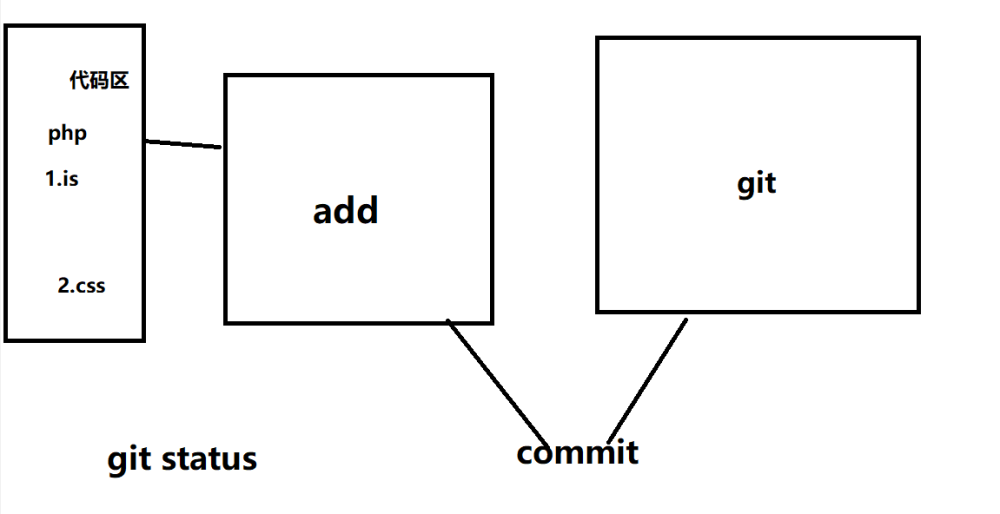 代码区
php
1.is
2.css
add
git
git status
commit